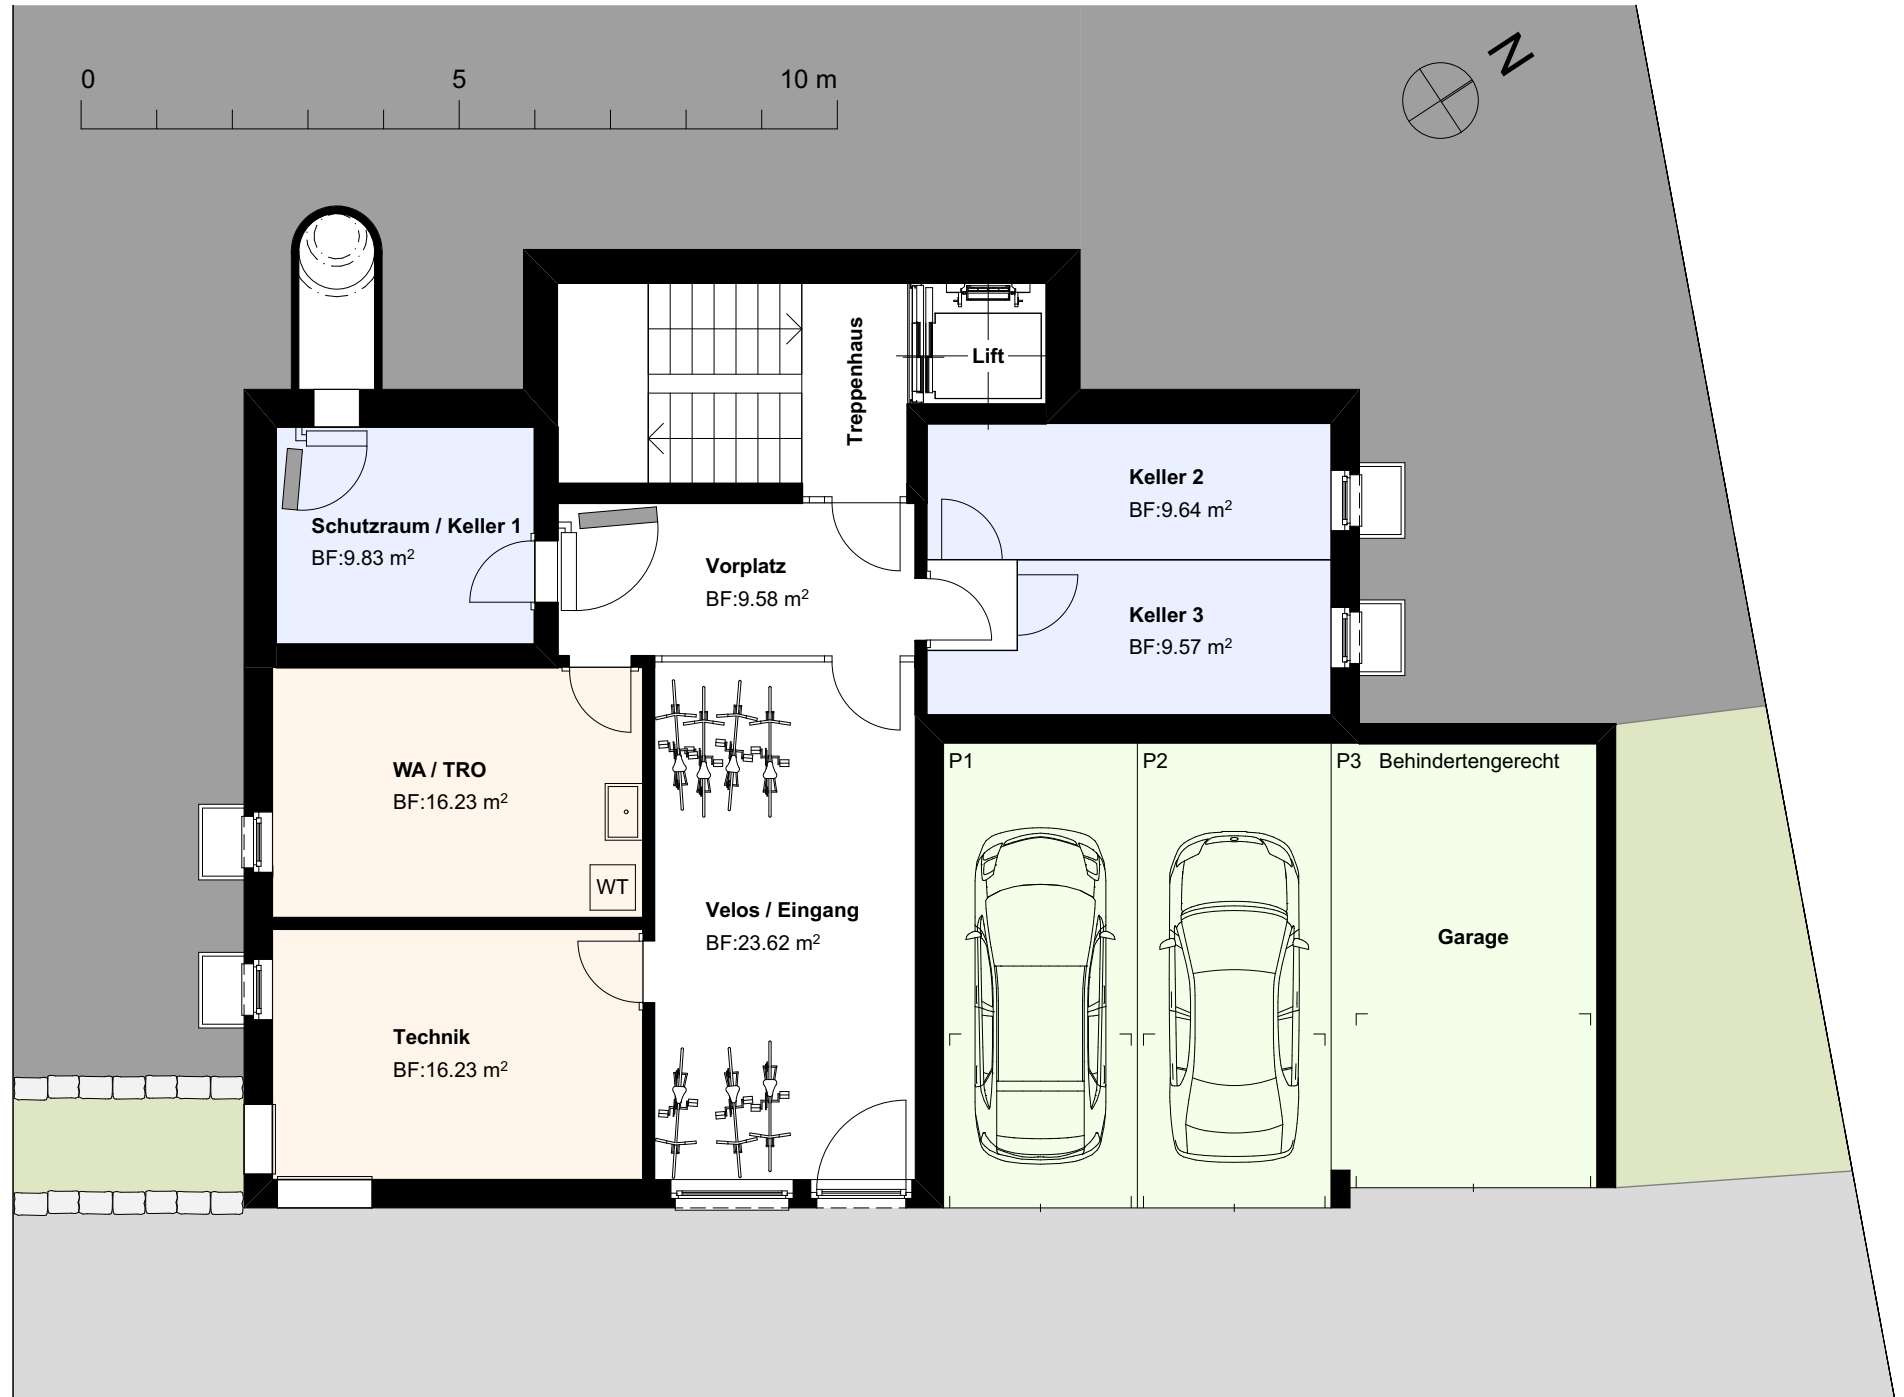 0 5 10 m
N
Lift
Treppenhaus
Keller 2
BF:9.64 m²
Schutzraum / Keller 1
BF:9.83 m²
Vorplatz
BF:9.58 m²
Keller 3
BF:9.57 m²
P1 P2 P3 Behindertengerecht
WA / TRO
BF:16.23 m²
WT
Velos / Eingang
BF:23.62 m²
Garage
Technik
BF:16.23 m²